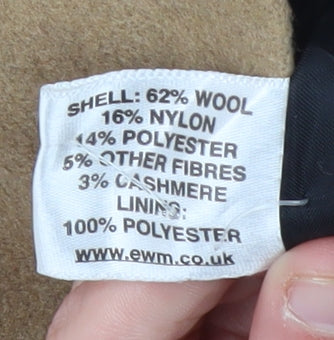 SHELL: 62% WOOL
16% NYLON
14% POLYESTER
5% OTHER FIBRES
3% CASHMERE
LINING:
100% POLYESTER
www.ewm.co.uk